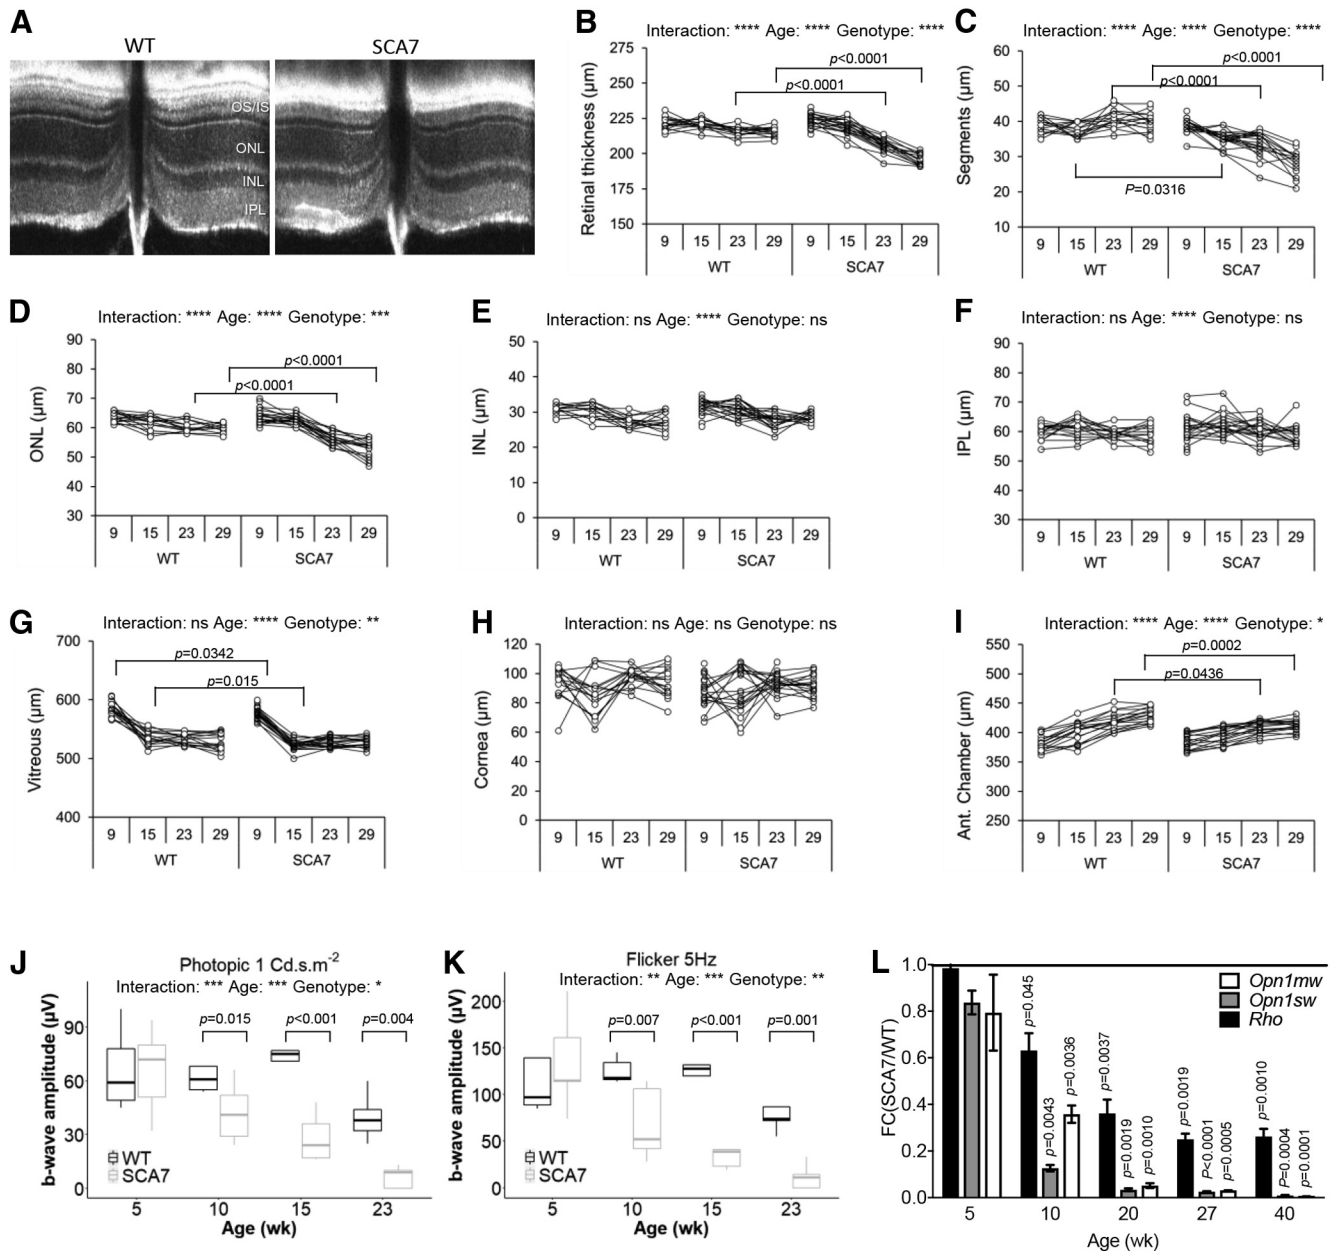 A
WT
SCA7
OS/IS
ONL
INL
IPL
B
Interaction: **** Age: **** Genotype: ****
p<0.0001
p<0.0001
Retinal thickness (μm)
275
250
225
200
175
150
9 15 23 29 9 15 23 29
WT SCA7
C
Interaction: **** Age: **** Genotype: ****
p<0.0001
p<0.0001
P=0.0316
Segments (μm)
60
50
40
30
20
10
9 15 23 29 9 15 23 29
WT SCA7
D
Interaction: **** Age: **** Genotype: ***
p<0.0001
p<0.0001
ONL (μm)
90
80
70
60
50
40
30
9 15 23 29 9 15 23 29
WT SCA7
E
Interaction: ns Age: **** Genotype: ns
INL (μm)
50
40
30
20
10
0
9 15 23 29 9 15 23 29
WT SCA7
F
Interaction: ns Age: **** Genotype: ns
IPL (μm)
90
80
70
60
50
40
30
9 15 23 29 9 15 23 29
WT SCA7
G
Interaction: ns Age: **** Genotype: **
p=0.0342
p=0.015
Vitreous (μm)
700
600
500
400
9 15 23 29 9 15 23 29
WT SCA7
H
Interaction: ns Age: ns Genotype: ns
Cornea (μm)
120
100
80
60
40
20
0
9 15 23 29 9 15 23 29
WT SCA7
I
Interaction: **** Age: **** Genotype: *
p=0.0002
p=0.0436
Ant. Chamber (μm)
550
500
450
400
350
300
250
9 15 23 29 9 15 23 29
WT SCA7
J
Photopic 1 Cd.s.m-2
Interaction: *** Age: *** Genotype: *
p=0.015 p<0.001 p=0.004
b-wave amplitude (μV)
90
60
30
0
WT
SCA7
5 10 15 23
Age (wk)
K
Flicker 5Hz
Interaction: ** Age: *** Genotype: **
p=0.007 p<0.001 p=0.001
b-wave amplitude (μV)
200
150
100
50
0
WT
SCA7
5 10 15 23
Age (wk)
L
FC(SCA7/WT)
1.0
0.8
0.6
0.4
0.2
0.0
Opn1mw
Opn1sw
Rho
p=0.045
p=0.0043
p=0.0036
p=0.0037
p=0.0019
p=0.0010
p=0.0019
P<0.0001
p=0.0005
p=0.0010
P=0.0004
p=0.0001
5 10 20 27 40
Age (wk)